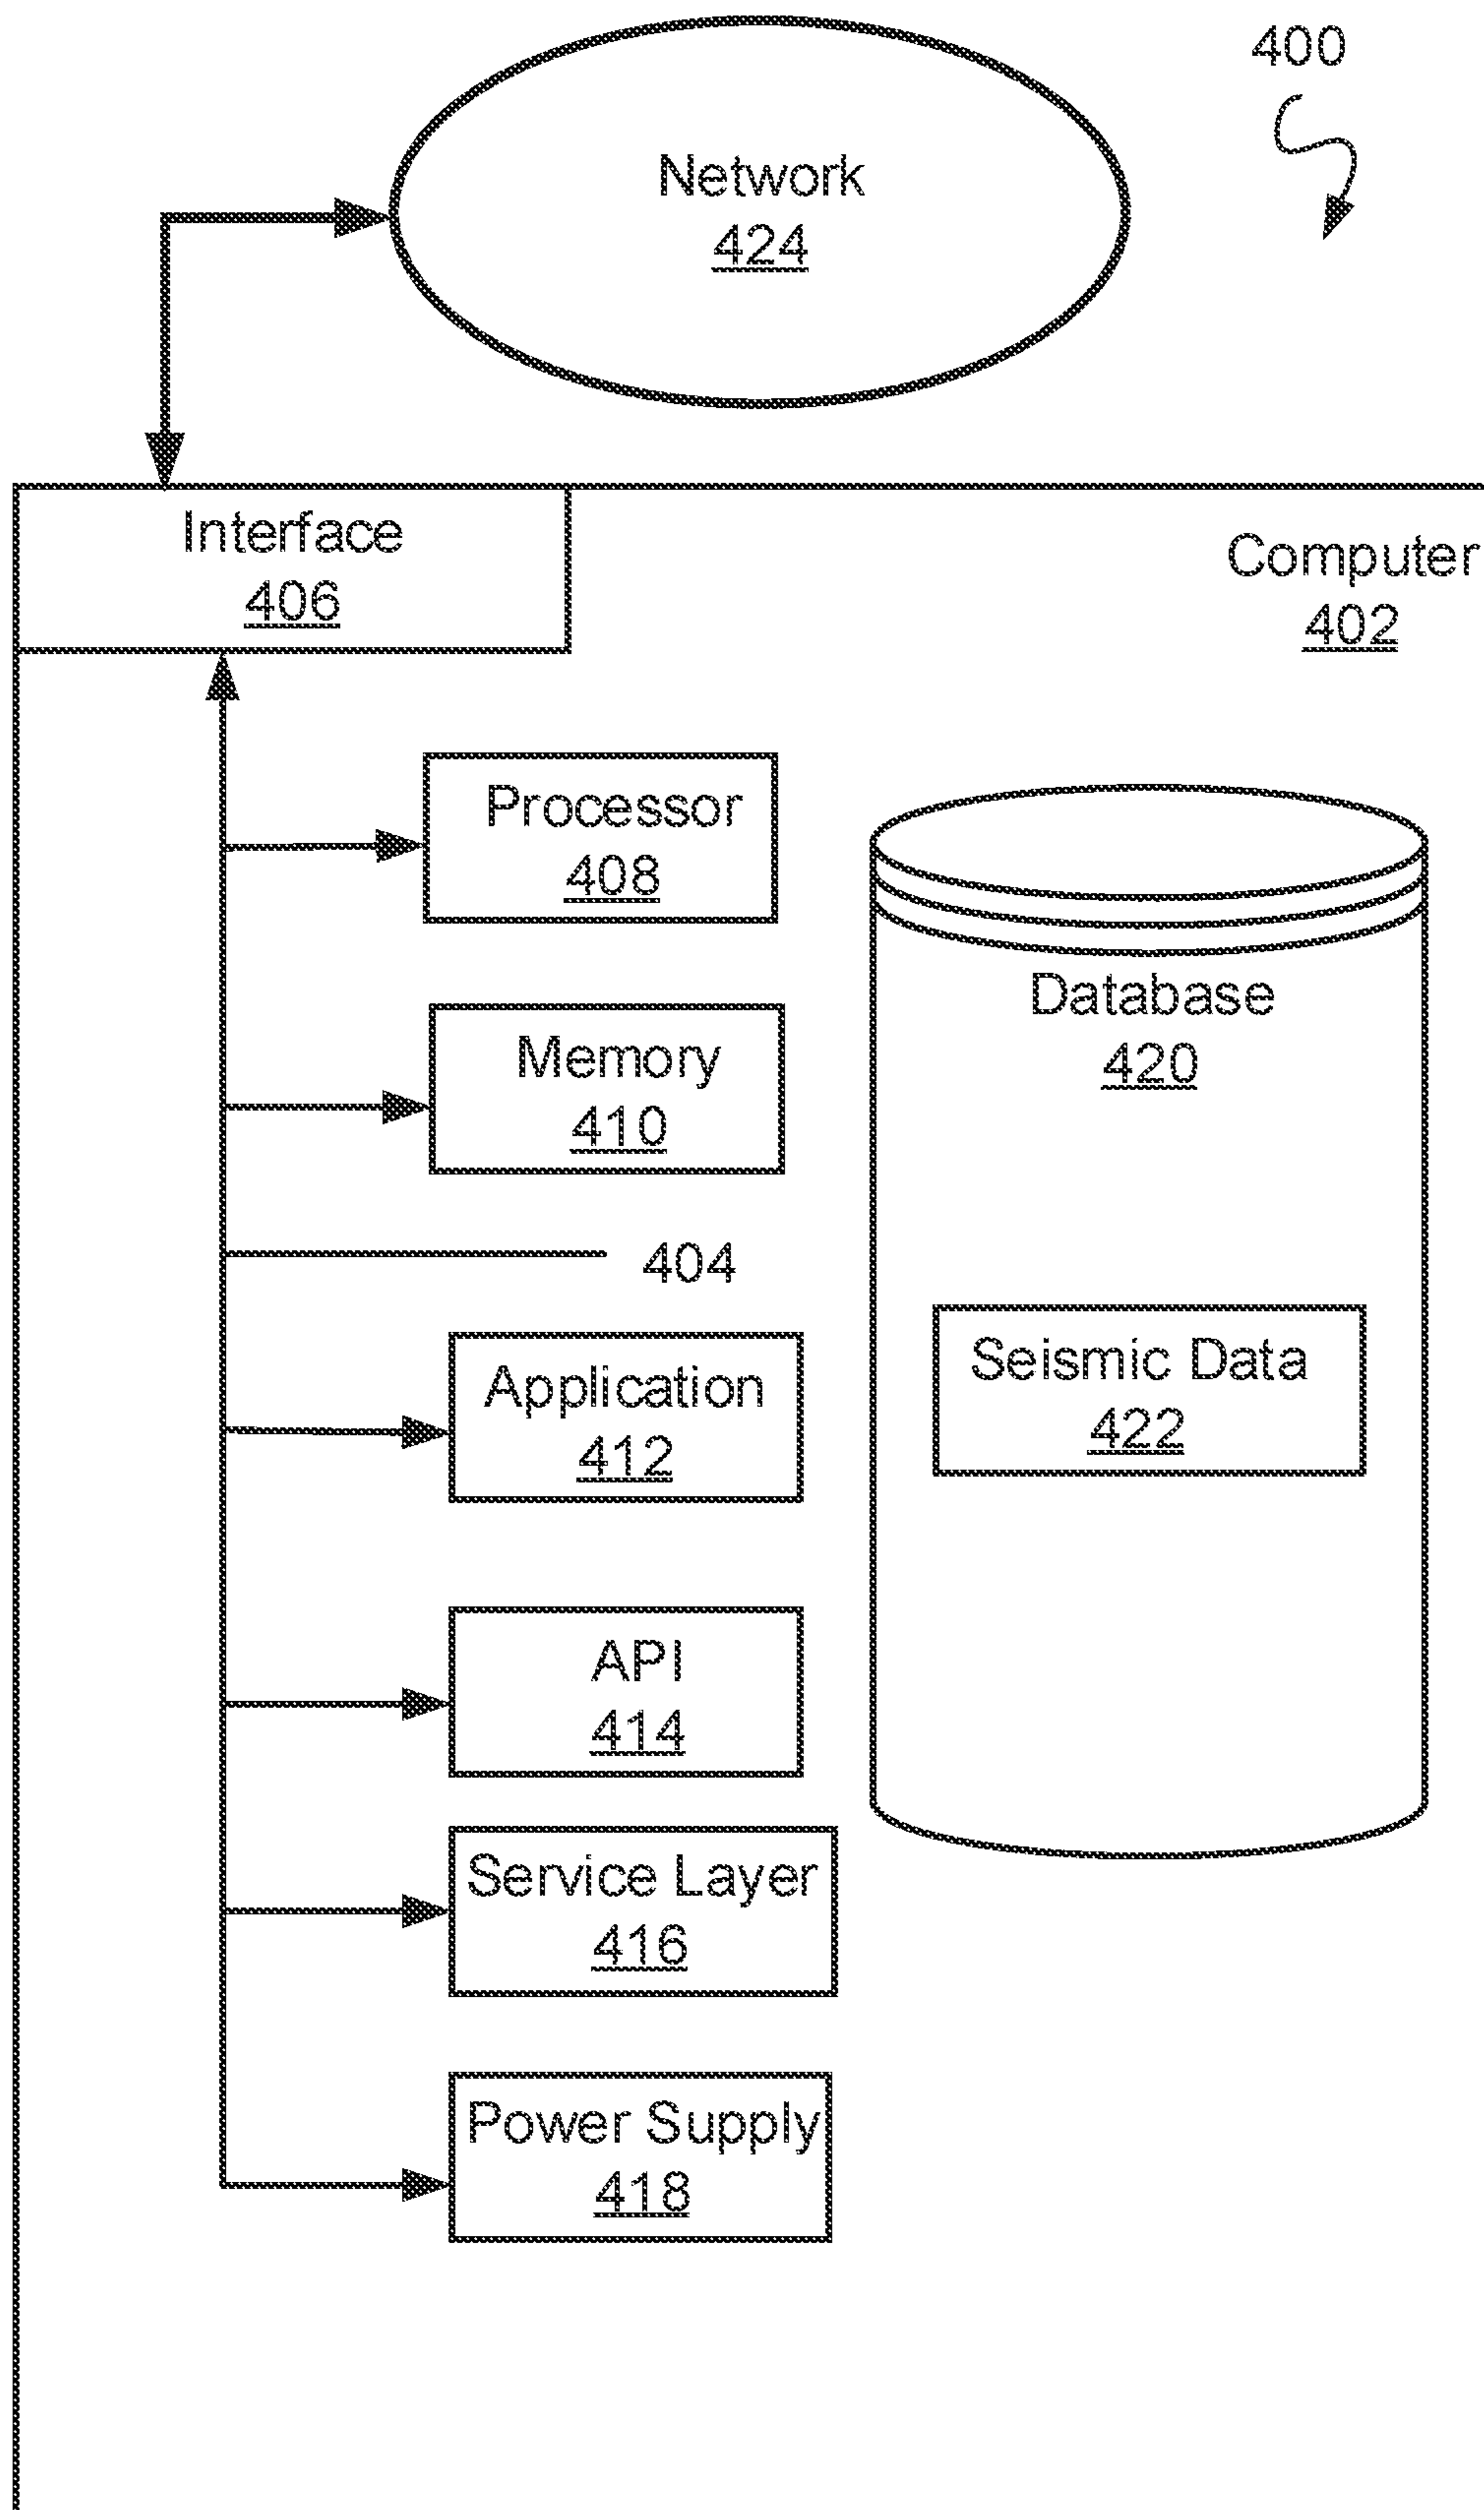 400
Network
424
Interface
406
Computer
402
Processor
408
Memory
410
Database
420
404
Application
412
Seismic Data
422
API
414
Service Layer
416
Power Supply
418